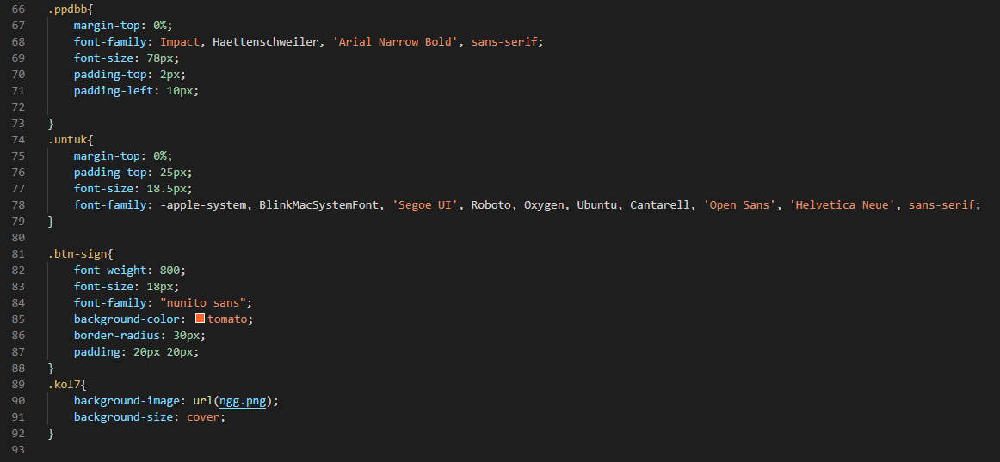 66 .ppdbb{
67     margin-top: 0%;
68     font-family: Impact, Haettenschweiler, 'Arial Narrow Bold', sans-serif;
69     font-size: 78px;
70     padding-top: 2px;
71     padding-left: 10px;
72
73 }
74 .untuk{
75     margin-top: 0%;
76     padding-top: 25px;
77     font-size: 18.5px;
78     font-family: -apple-system, BlinkMacSystemFont, 'Segoe UI', Roboto, Oxygen, Ubuntu, Cantarell, 'Open Sans', 'Helvetica Neue', sans-serif;
79 }
80
81 .btn-sign{
82     font-weight: 800;
83     font-size: 18px;
84     font-family: "nunito sans";
85     background-color: tomato;
86     border-radius: 30px;
87     padding: 20px 20px;
88 }
89 .kol7{
90     background-image: url(ngg.png);
91     background-size: cover;
92 }
93